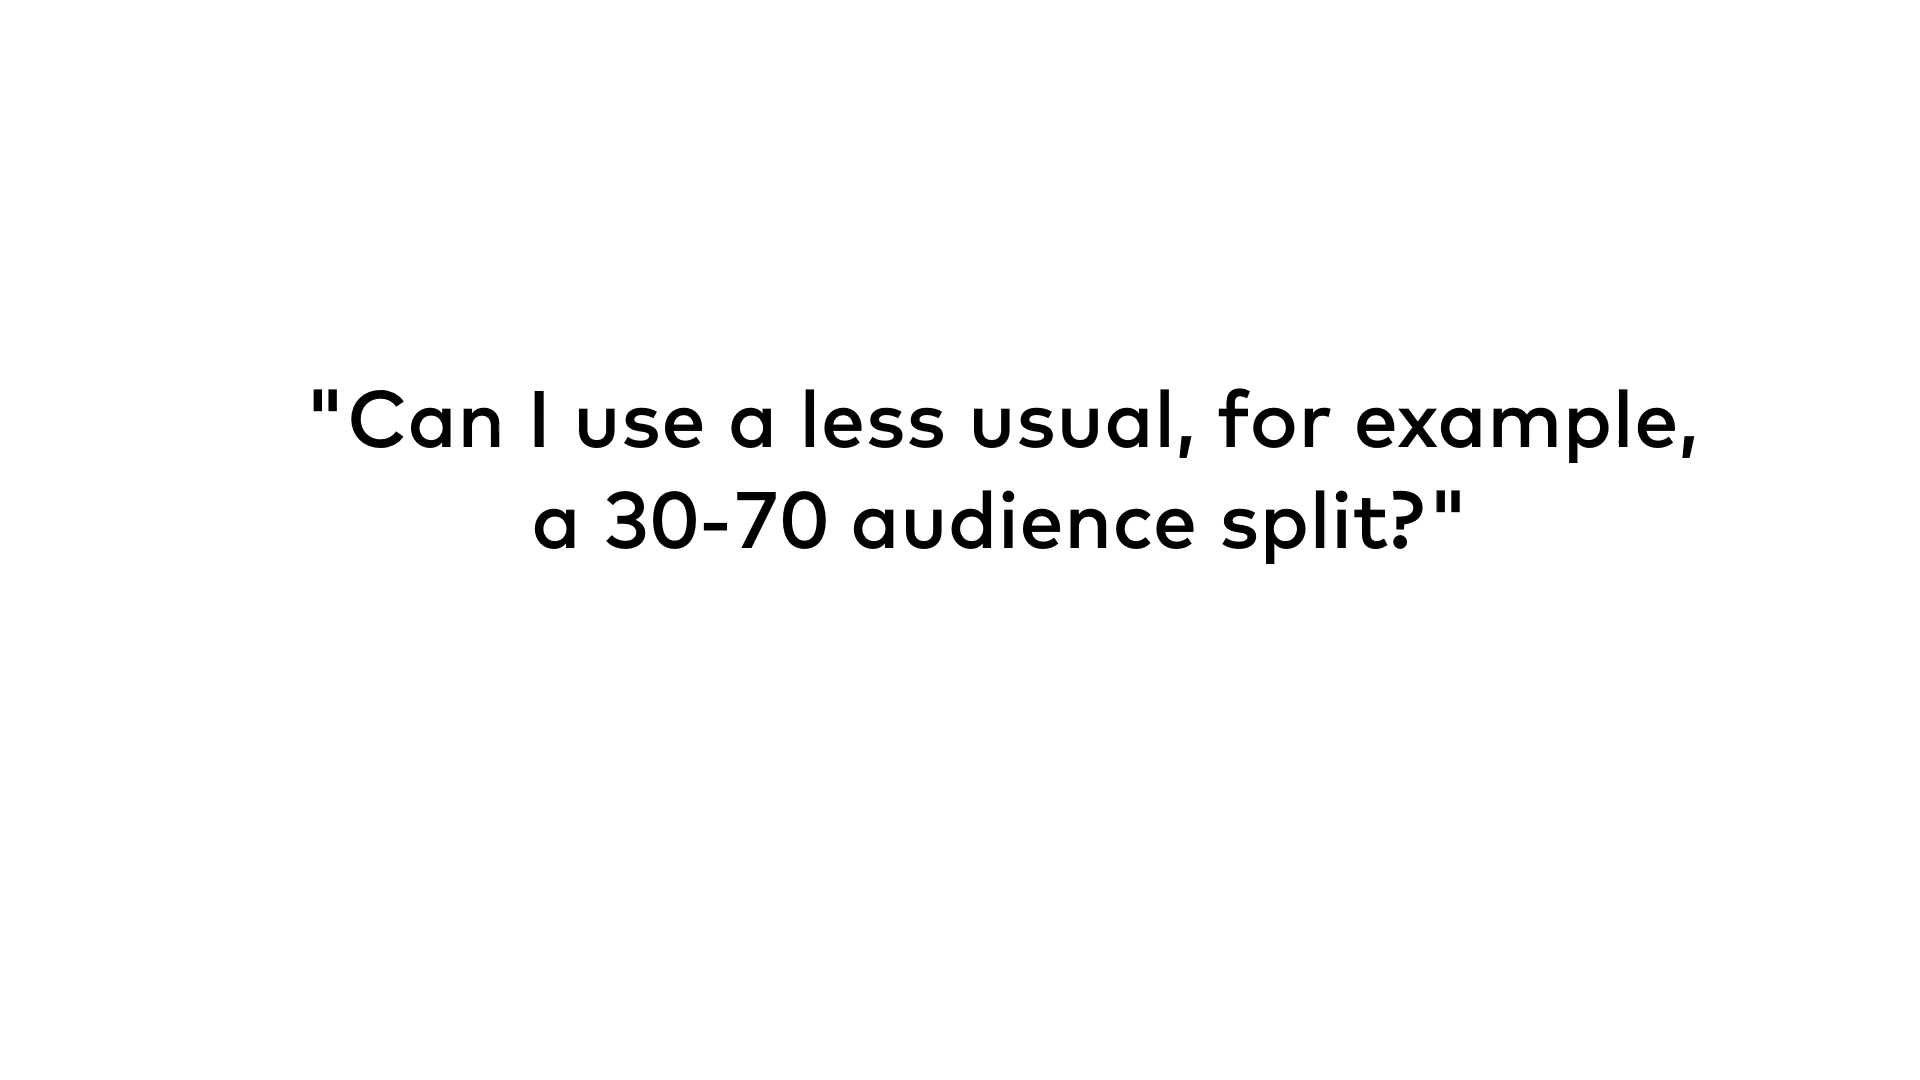 "Can I use a less usual, for example,
a 30-70 audience split?"